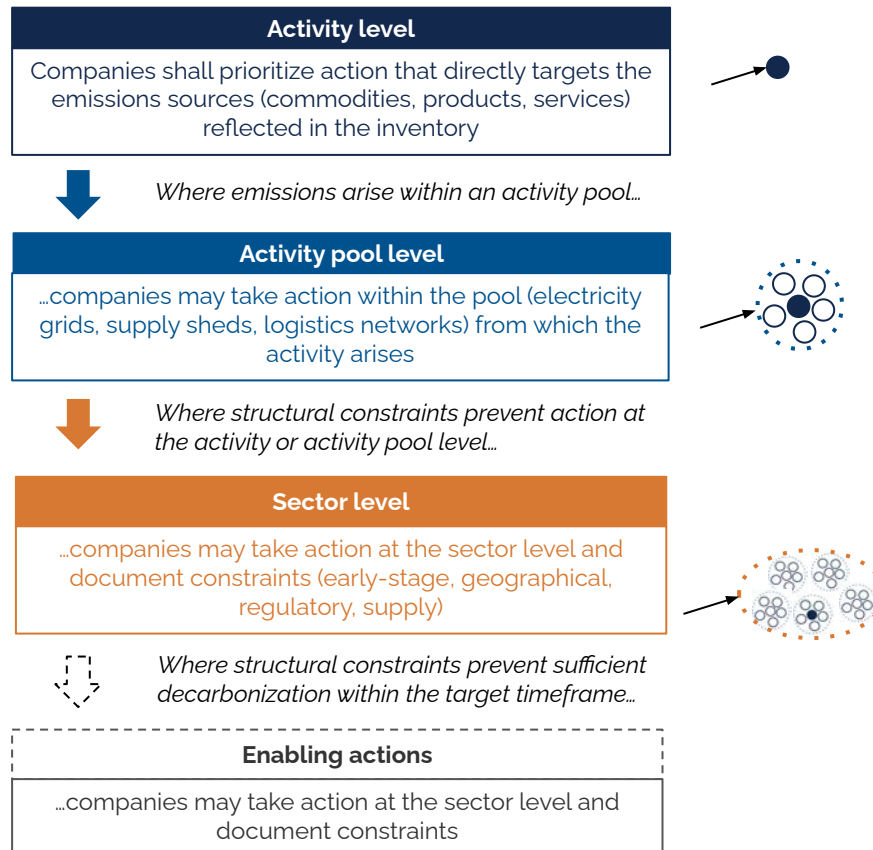 Activity level
Companies shall prioritize action that directly targets the
emissions sources (commodities, products, services)
reflected in the inventory
Where emissions arise within an activity pool…
Activity pool level
…companies may take action within the pool (electricity
grids, supply sheds, logistics networks) from which the
activity arises
Where structural constraints prevent action at
the activity or activity pool level…
Sector level
…companies may take action at the sector level and
document constraints (early-stage, geographical,
regulatory, supply)
Where structural constraints prevent sufficient
decarbonization within the target timeframe…
Enabling actions
…companies may take action at the sector level and
document constraints